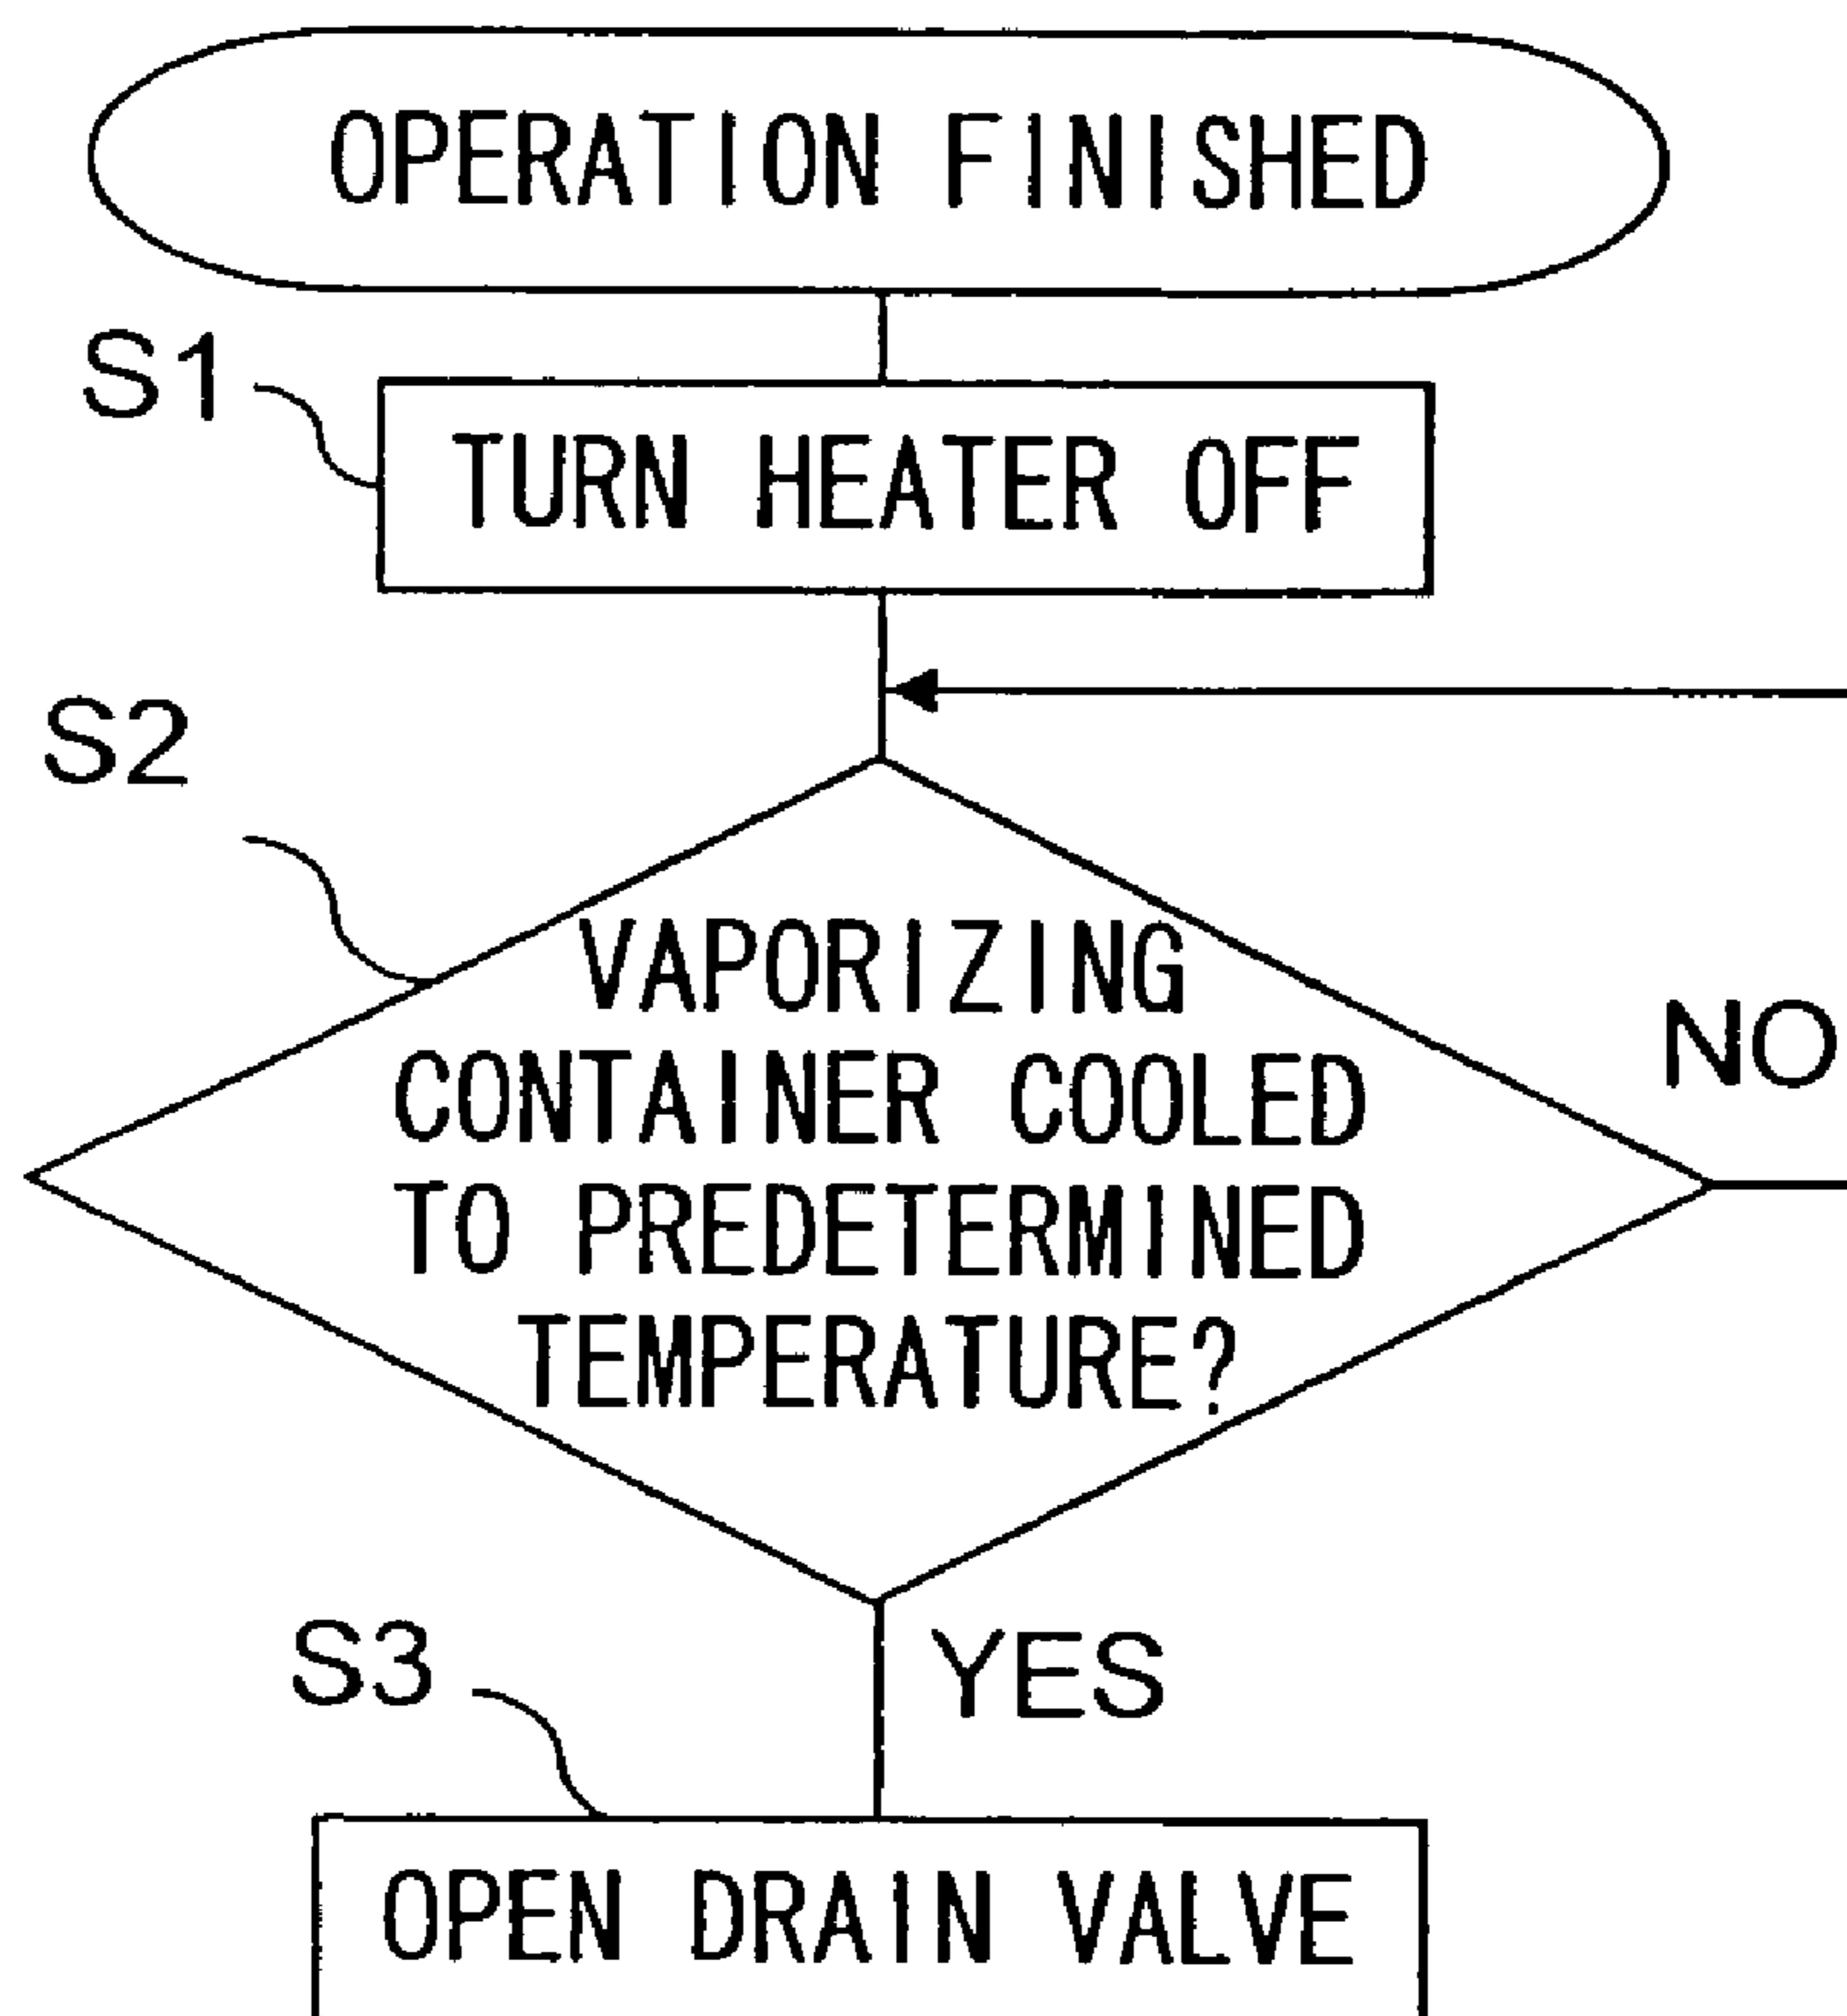 OPERATION FINISHED
S1
TURN HEATER OFF
S2
VAPORIZING
CONTAINER COOLED
TO PREDETERMINED
TEMPERATURE?
NO
S3
YES
OPEN DRAIN VALVE